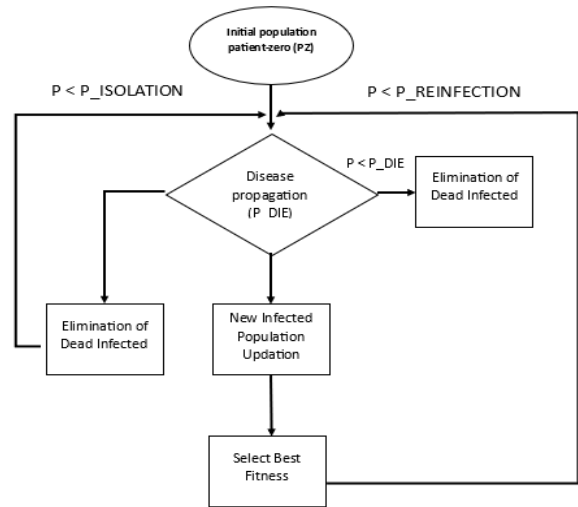 Initial population
patient-zero (PZ)
P < P_ISOLATION
P < P_REINFECTION
Disease
propagation
(P_DIE)
P < P_DIE
Elimination of
Dead Infected
Elimination of
Dead Infected
New Infected
Population
Updation
Select Best
Fitness